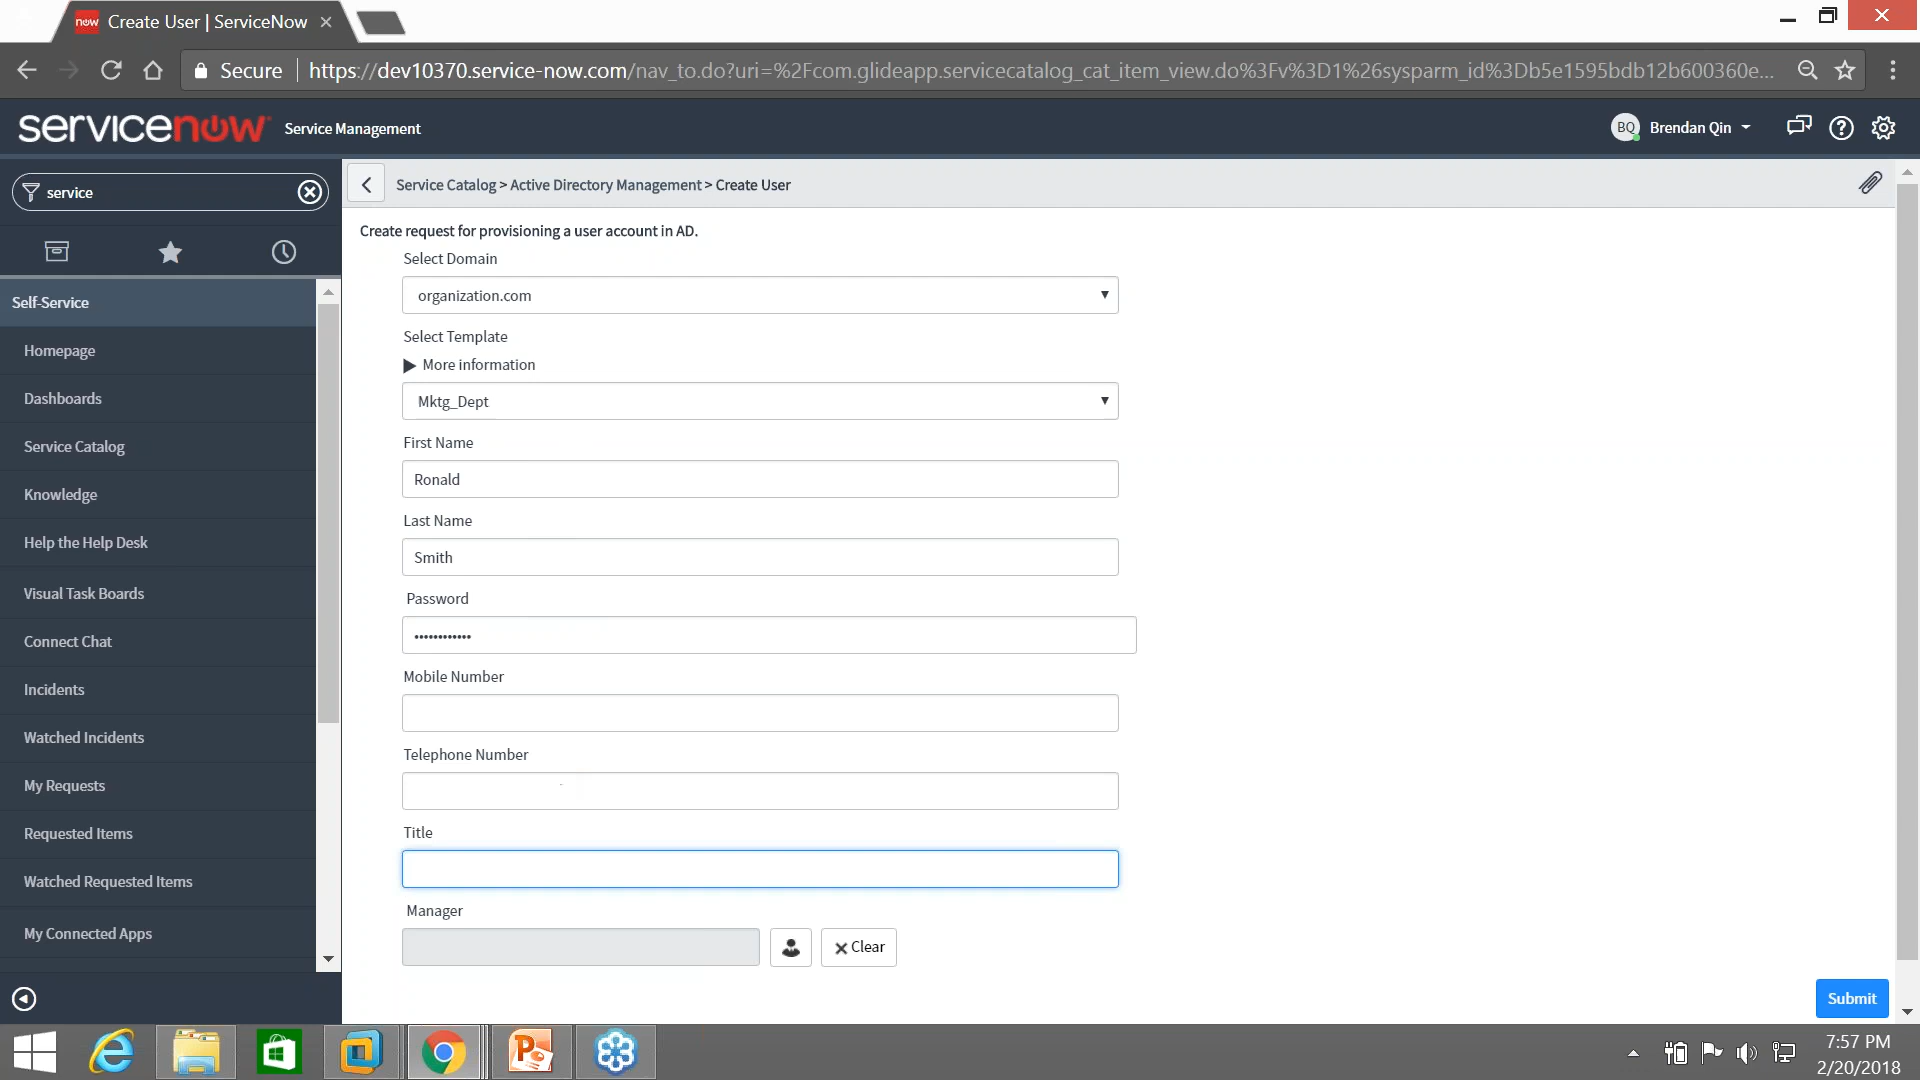 now Create User | ServiceNow
Secure https://dev10370.service-now.com/nav_to.do?uri=%2Fcom.glideapp.servicecatalog_cat_item_view.do%3Fv%3D1%26sysparm_id%3Db5e1595bdb12b600360e...
servicenow Service Management
BQ Brendan Qin
service
Self-Service
Homepage
Dashboards
Service Catalog
Knowledge
Help the Help Desk
Visual Task Boards
Connect Chat
Incidents
Watched Incidents
My Requests
Requested Items
Watched Requested Items
My Connected Apps
Service Catalog > Active Directory Management > Create User
Create request for provisioning a user account in AD.
Select Domain
organization.com
Select Template
More information
Mktg_Dept
First Name
Ronald
Last Name
Smith
Password
••••••••••••
Mobile Number
Telephone Number
Title
Manager
Clear
Submit
7:57 PM
2/20/2018